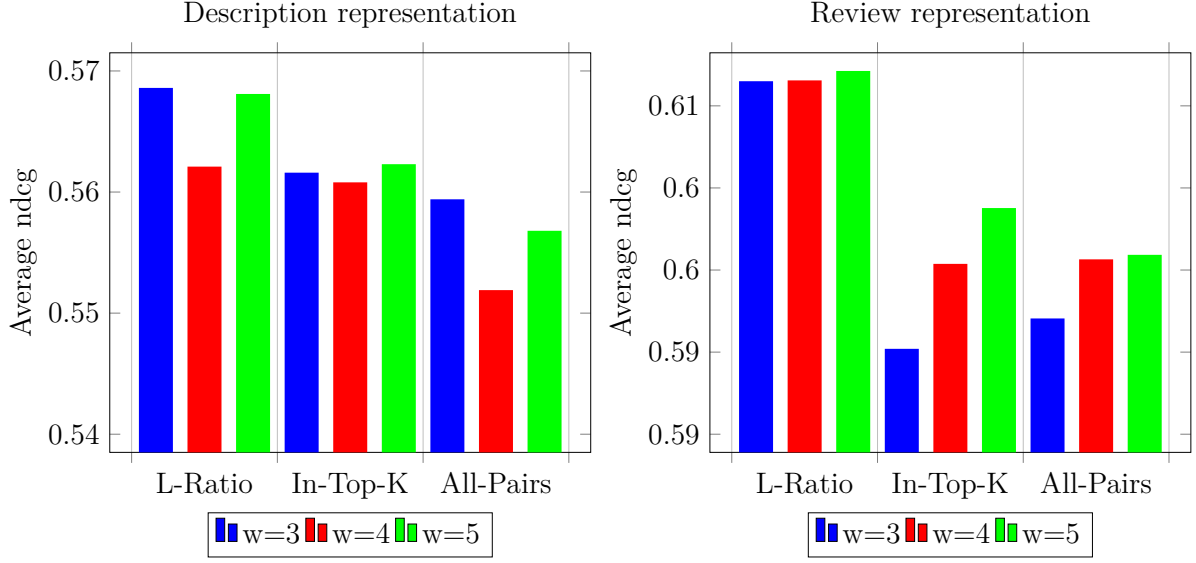 Description representation
Average ndcg
0.57
0.56
0.55
0.54
L-Ratio In-Top-K All-Pairs
w=3 w=4 w=5
Review representation
Average ndcg
0.61
0.6
0.6
0.59
0.59
L-Ratio In-Top-K All-Pairs
w=3 w=4 w=5